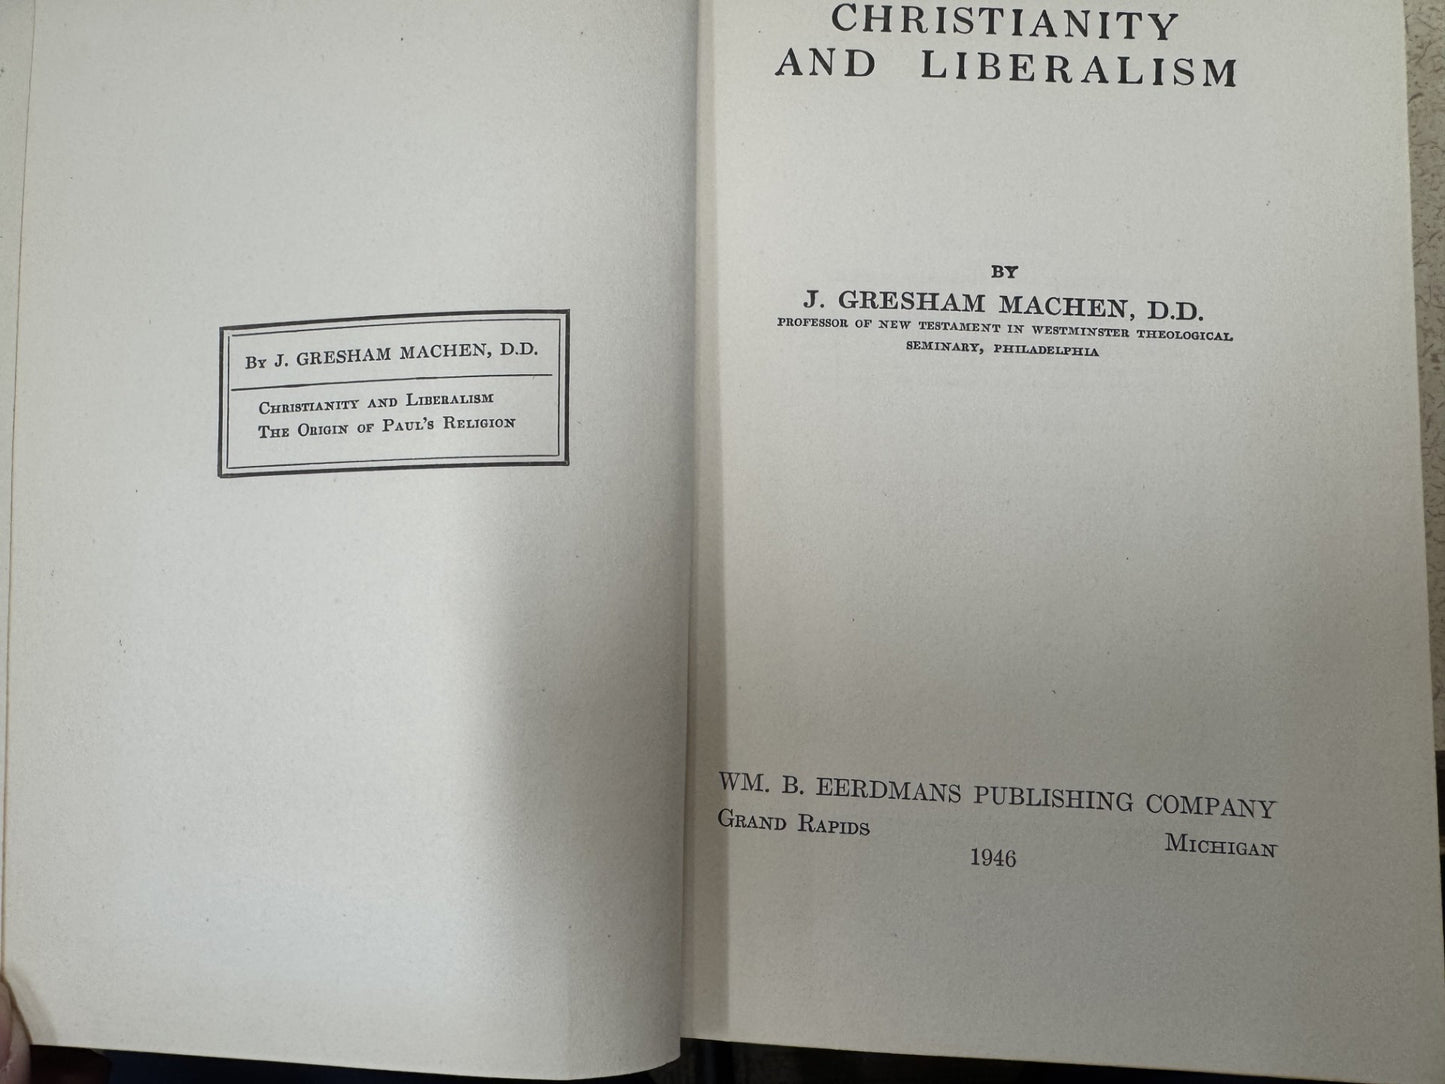 By J. GRESHAM MACHEN, D.D.
Christianity and Liberalism
The Origin of Paul's Religion
CHRISTIANITY
AND LIBERALISM
BY
J. GRESHAM MACHEN, D.D.
PROFESSOR OF NEW TESTAMENT IN WESTMINSTER THEOLOGICAL
SEMINARY, PHILADELPHIA
WM. B. EERDMANS PUBLISHING COMPANY
Grand Rapids Michigan
1946